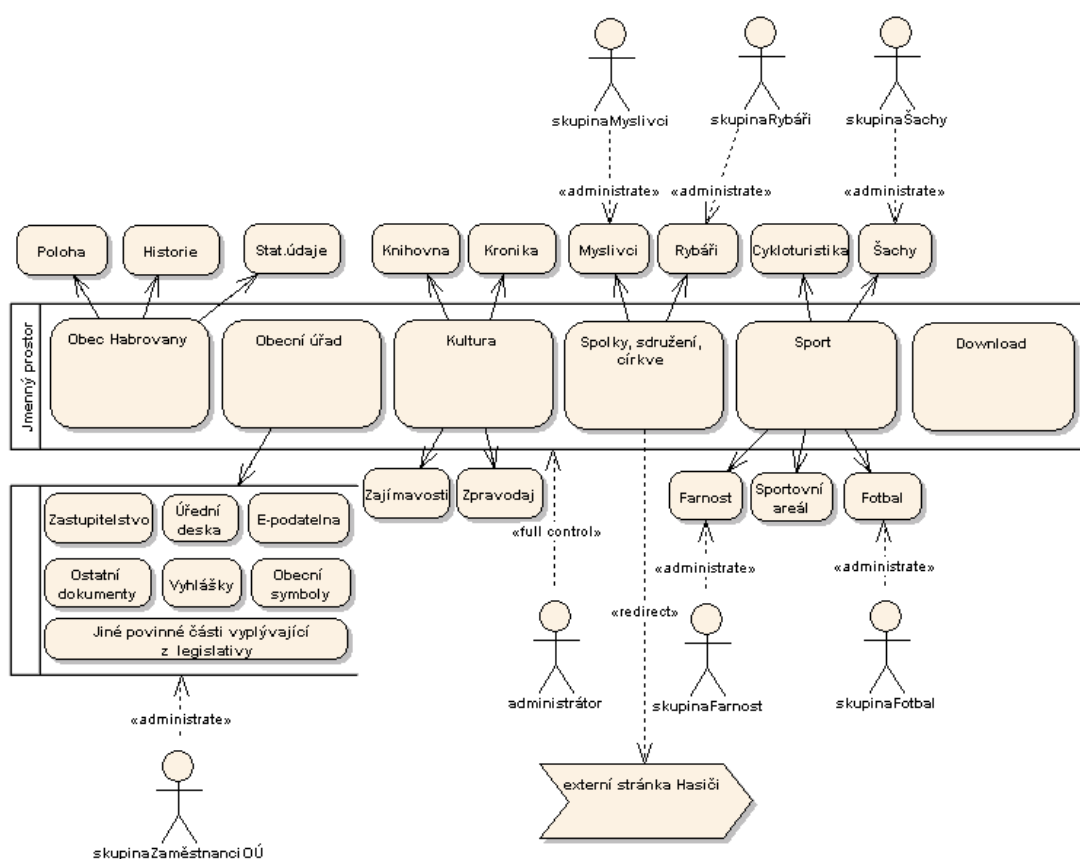 skupinaMyslivci
skupinaRybáři
skupinaŠachy
«administrate»
«administrate»
«administrate»
Poloha
Historie
Stat.údaje
Knihovna
Kronika
Myslivci
Rybáři
Cykloturistika
Šachy
Jmenný prostor
Obec Habrovany
Obecní úřad
Kultura
Spolky, sdružení,
církve
Sport
Download
Zajímavosti
Zpravodaj
Farnost
Sportovní
areál
Fotbal
Zastupitelstvo
Úřední
deska
E-podatelna
«full control»
«administrate»
«administrate»
Ostatní
dokumenty
Vyhlášky
Obecní
symboly
«redirect»
Jiné povinné části vyplývající
z legislativy
administrátor
skupinaFarnost
skupinaFotbal
«administrate»
externí stránka Hasiči
skupinaZaměstnanciOÚ